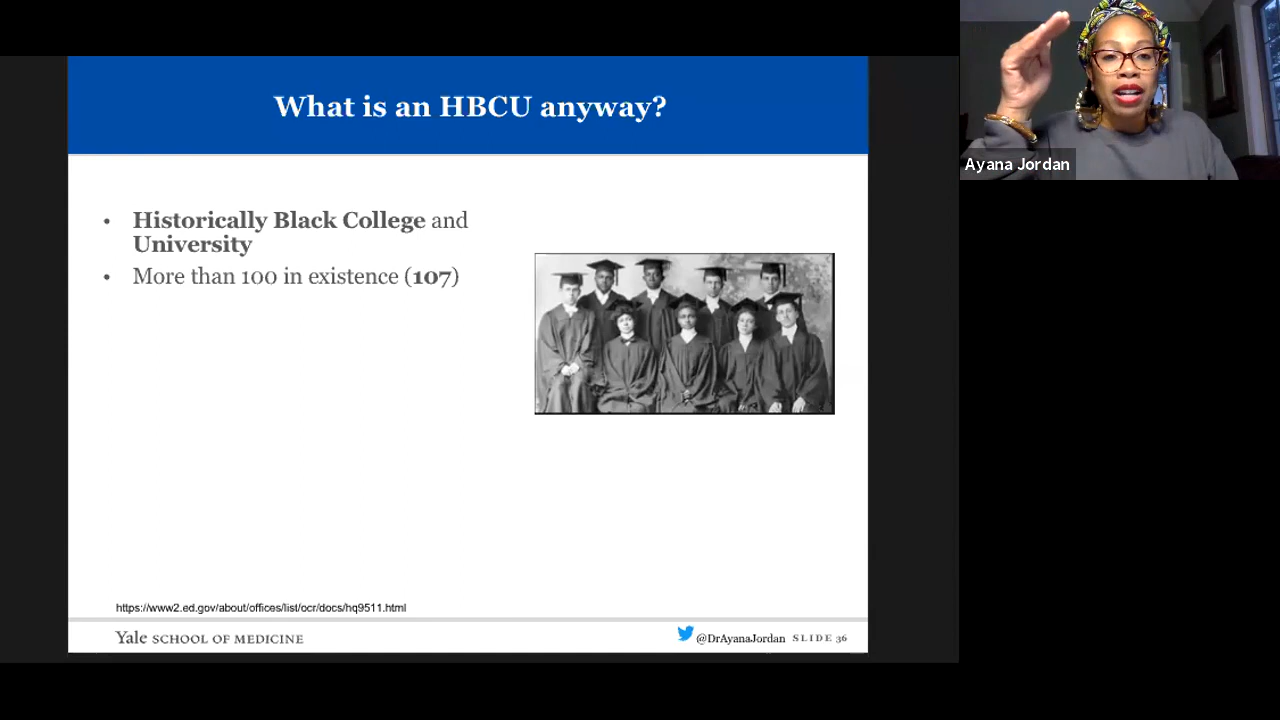 What is an HBCU anyway?
• Historically Black College and
University
• More than 100 in existence (107)
https://www2.ed.gov/about/offices/list/ocr/docs/hq9511.html
Yale SCHOOL OF MEDICINE
@DrAyanaJordan SLIDE 36
Ayana Jordan